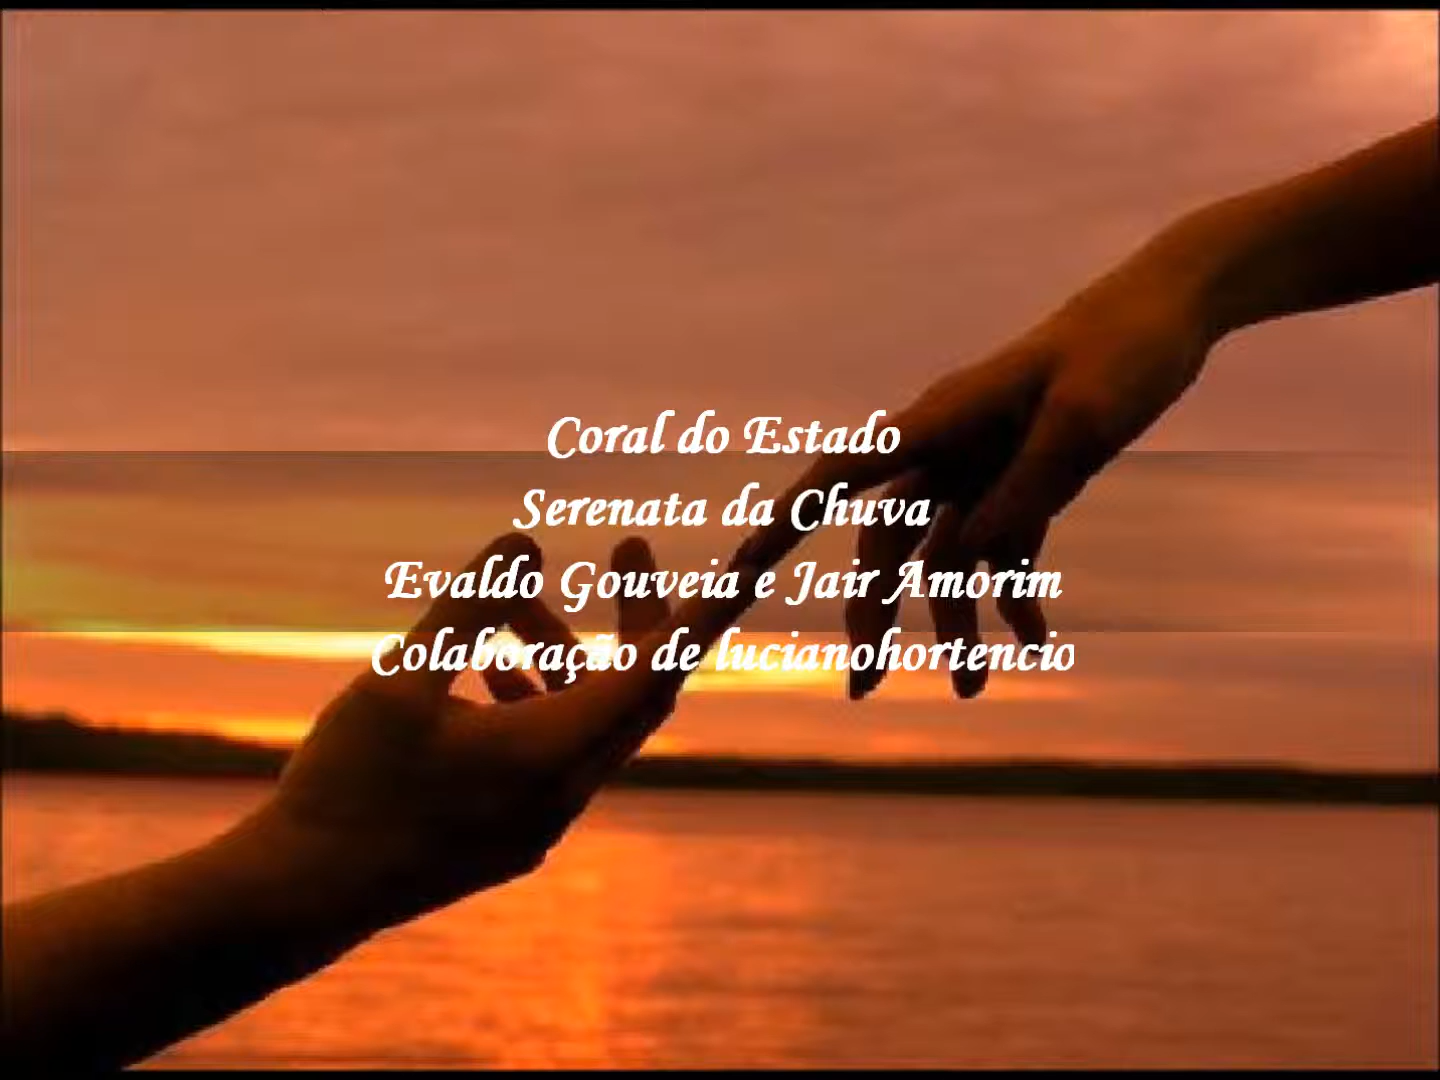 Coral do Estado
Serenata da Chuva
Evaldo Gouveia e Jair Amorim
Colaboração de lucianohortencio